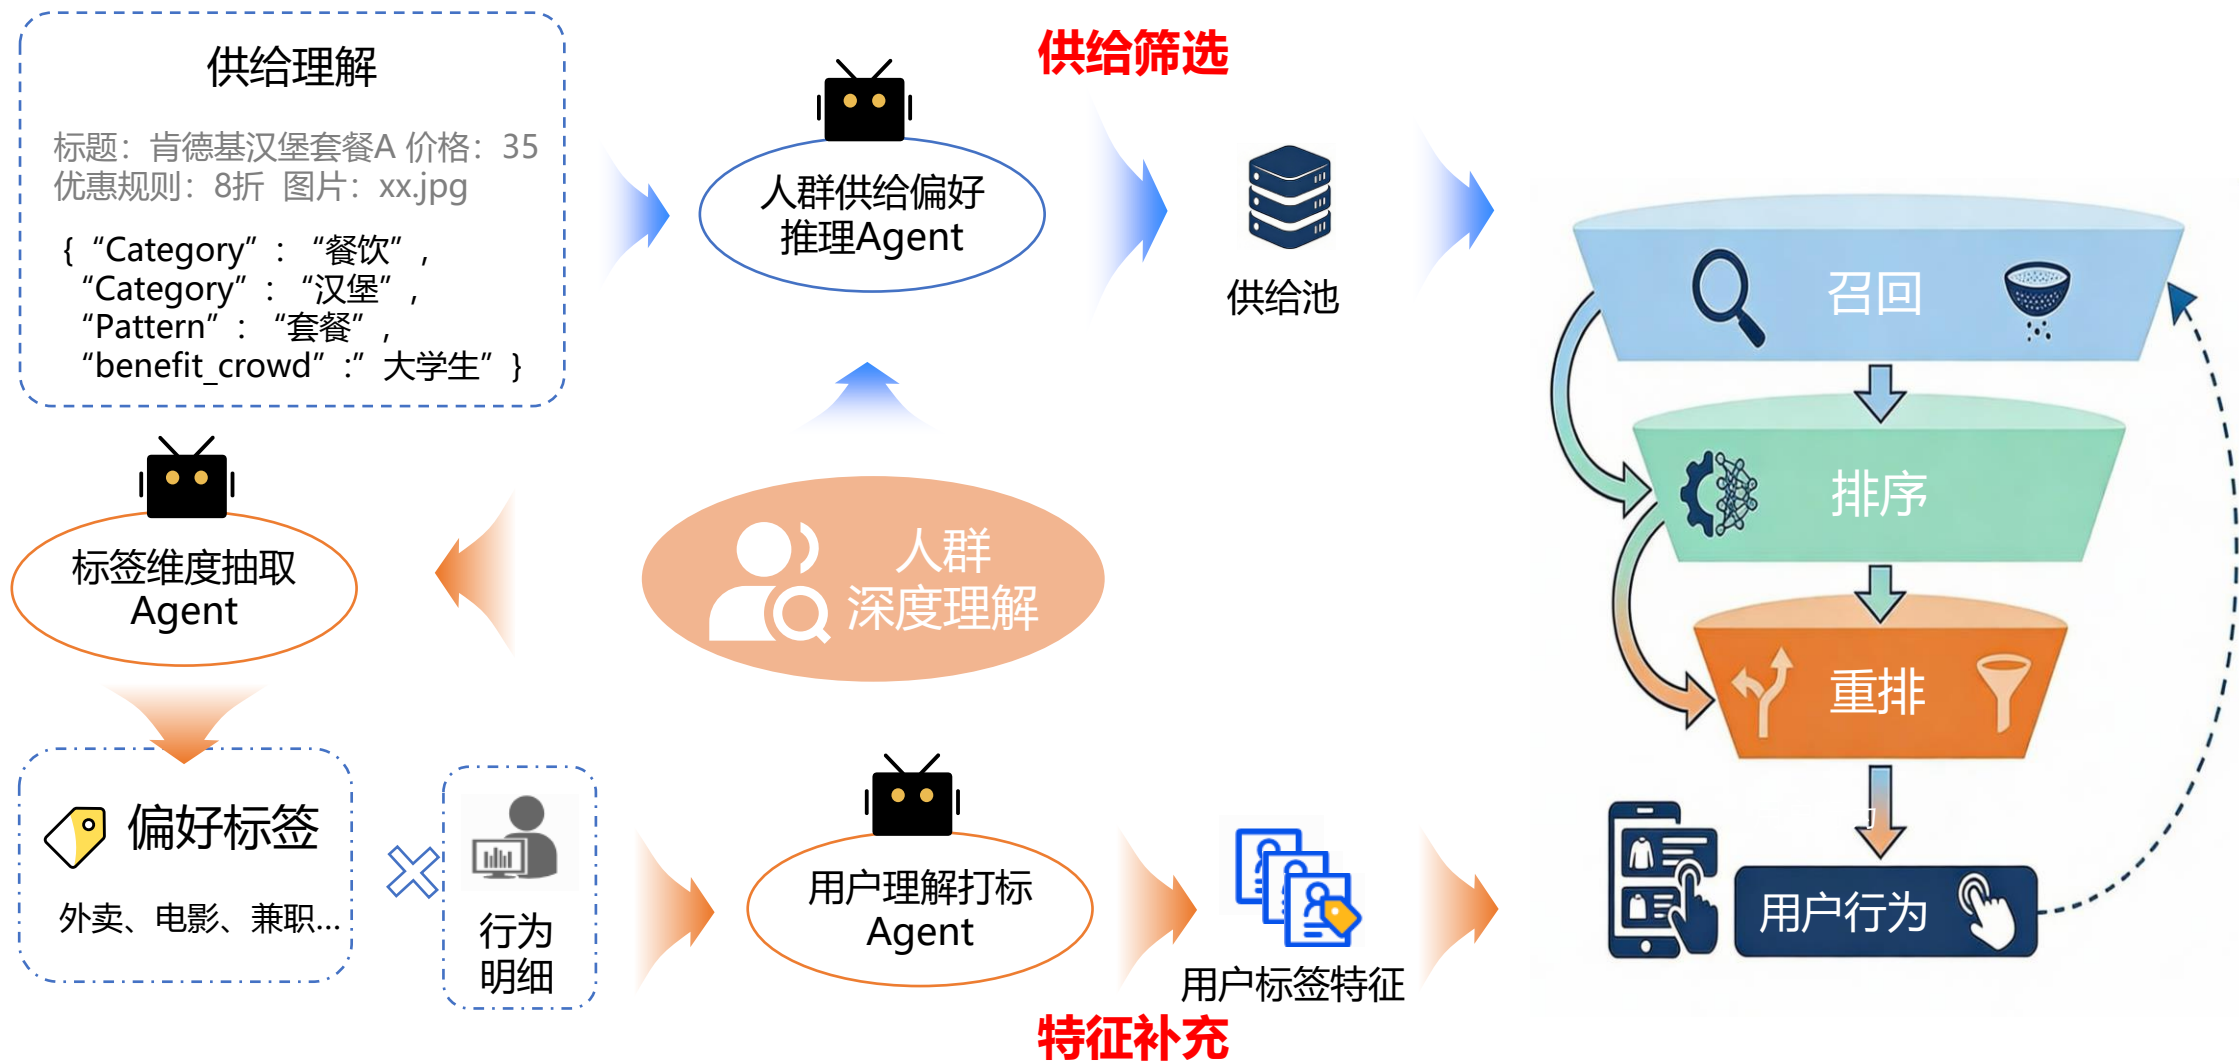 供给理解
标题：肯德基汉堡套餐A 价格：35
优惠规则：8折 图片：xx.jpg
{ “Category” : “餐饮” ,
“Category” : “汉堡” ,
“Pattern” : “套餐” ,
“benefit_crowd” :” 大学生” }
人群供给偏好
推理Agent
供给筛选
供给池
标签维度抽取
Agent
人群
深度理解
偏好标签
外卖、电影、兼职...
行为
明细
用户理解打标
Agent
用户标签特征
特征补充
召回
排序
重排
用户行为